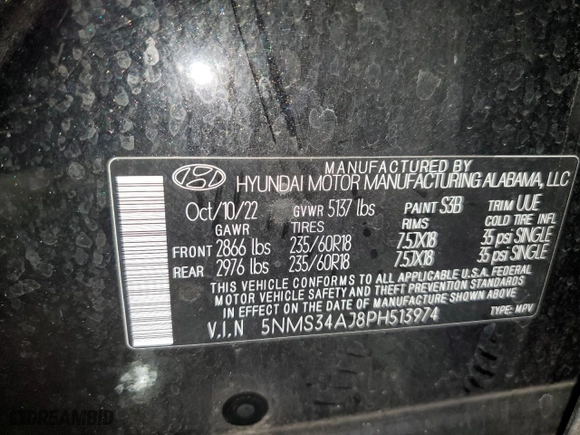 MANUFACTURED BY
HYUNDAI MOTOR MANUFACTURING ALABAMA, LLC
Oct/10/22 GVWR 5137 lbs PAINT S3B TRIM UUE
GAWR TIRES RIMS COLD TIRE INFL
FRONT 2866 lbs 235/60R18 7.5JX18 35 psi SINGLE
REAR 2976 lbs 235/60R18 7.5JX18 35 psi SINGLE
THIS VEHICLE CONFORMS TO ALL APPLICABLE U.S.A. FEDERAL
MOTOR VEHICLE SAFETY AND THEFT PREVENTION STANDARDS
IN EFFECT ON THE DATE OF MANUFACTURE SHOWN ABOVE.
V.I.N 5NMS34AJ8PH513974 TYPE: MPV
DREAMBID